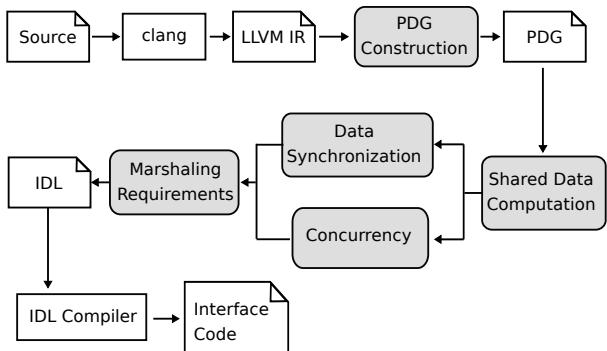 Source
clang
LLVM IR
PDG
Construction
PDG
Data
Synchronization
Marshaling
Requirements
IDL
Shared Data
Computation
Concurrency
IDL Compiler
Interface
Code